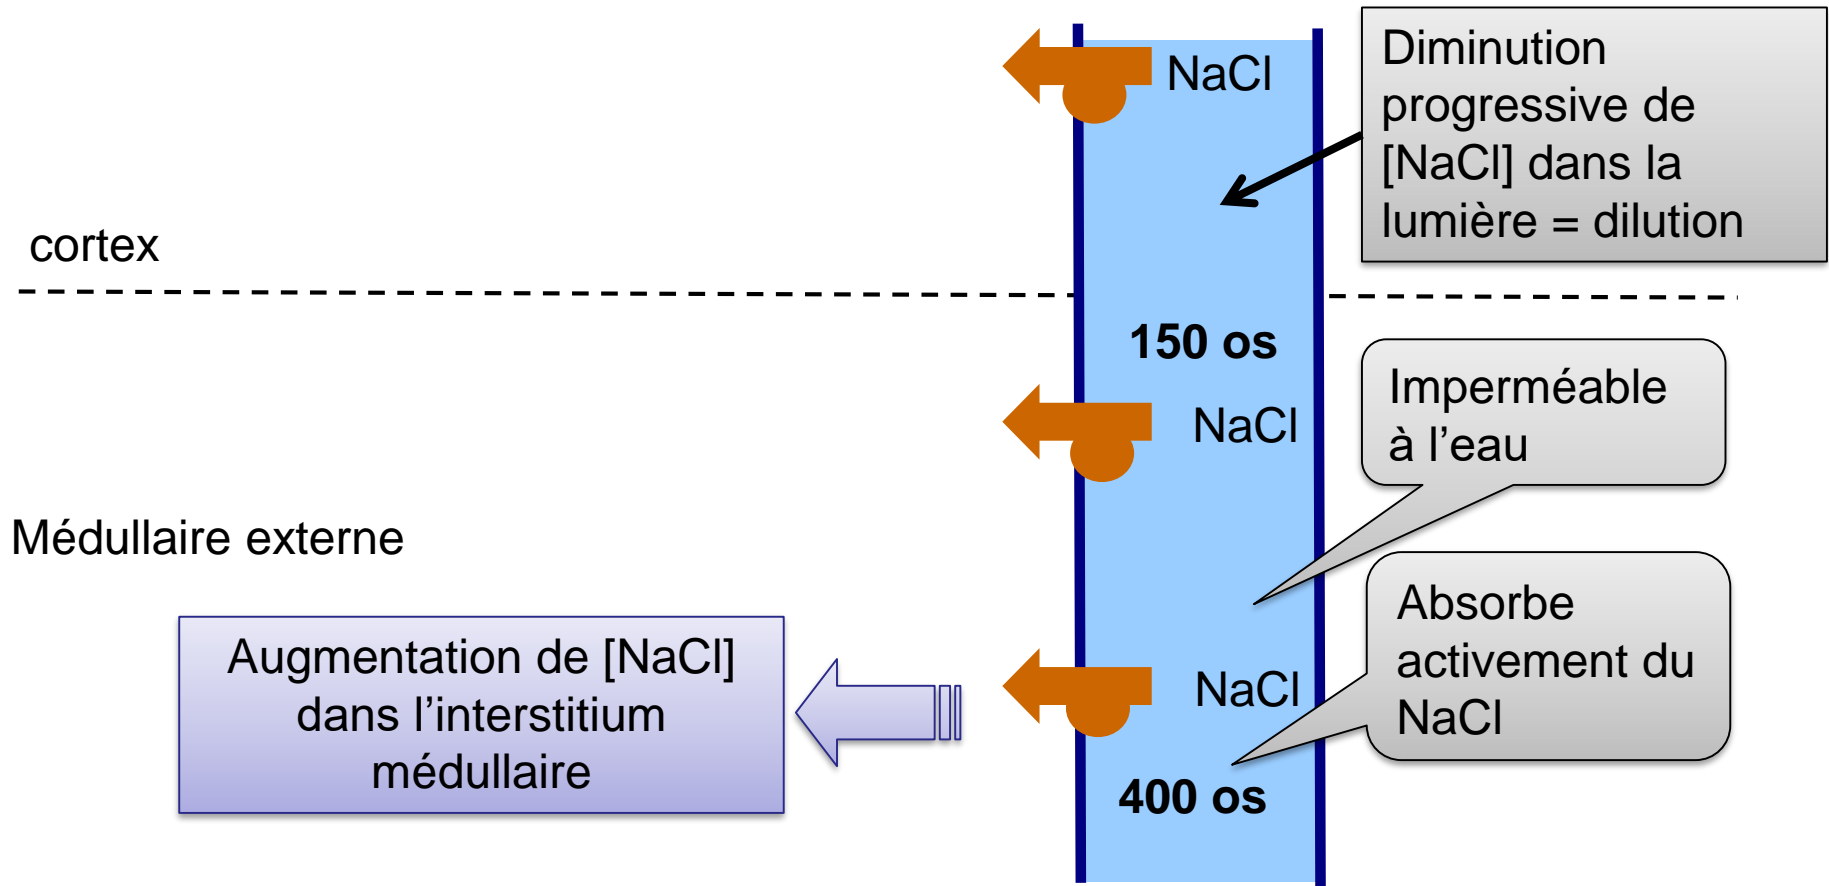 NaCl
Diminution
progressive de
[NaCl] dans la
lumière = dilution
cortex
150 os
Imperméable
à l’eau
NaCl
Médullaire externe
Absorbe
activement du
NaCl
Augmentation de [NaCl]
dans l’interstitium
médullaire
NaCl
400 os